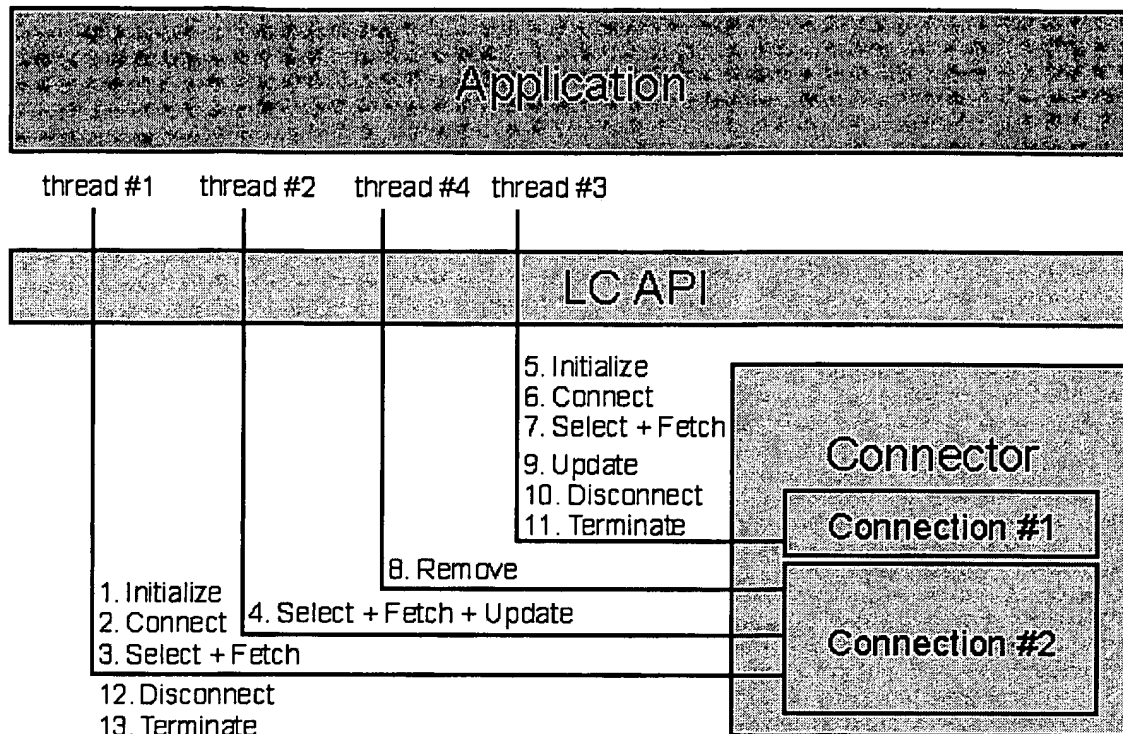 Application
thread #1 thread #2 thread #4 thread #3
LC API
5. Initialize
6. Connect
7. Select + Fetch
9. Update
10. Disconnect
11. Terminate
Connector
Connection #1
8. Remove
1. Initialize
2. Connect
3. Select + Fetch
4. Select + Fetch + Update
Connection #2
12. Disconnect
13. Terminate